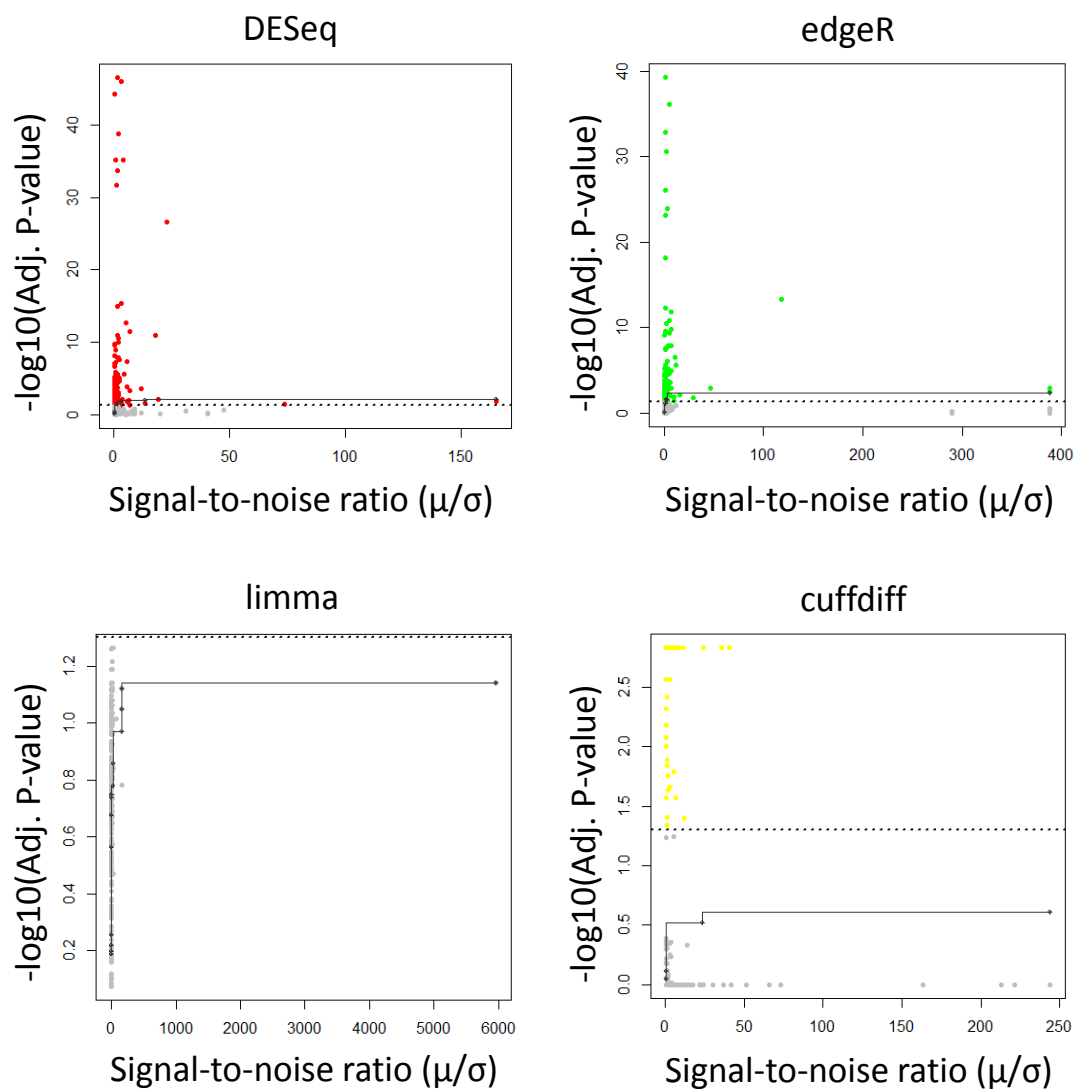 DESeq
-log10(Adj. P-value)
40
30
20
10
0
0 50 100 150
Signal-to-noise ratio (μ/σ)
edgeR
-log10(Adj. P-value)
40
30
20
10
0
0 100 200 300 400
Signal-to-noise ratio (μ/σ)
limma
-log10(Adj. P-value)
1.2
1.0
0.8
0.6
0.4
0.2
0 1000 2000 3000 4000 5000 6000
Signal-to-noise ratio (μ/σ)
cuffdiff
-log10(Adj. P-value)
2.5
2.0
1.5
1.0
0.5
0.0
0 50 100 150 200 250
Signal-to-noise ratio (μ/σ)